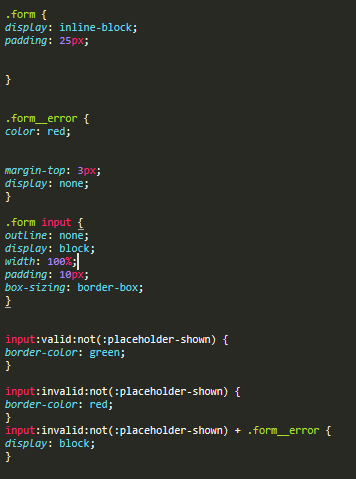 .form {
display: inline-block;
padding: 25px;
}
.form__error {
color: red;
margin-top: 3px;
display: none;
}
.form input {
outline: none;
display: block;
width: 100%;
padding: 10px;
box-sizing: border-box;
}
input:valid:not(:placeholder-shown) {
border-color: green;
}
input:invalid:not(:placeholder-shown) {
border-color: red;
}
input:invalid:not(:placeholder-shown) + .form__error {
display: block;
}